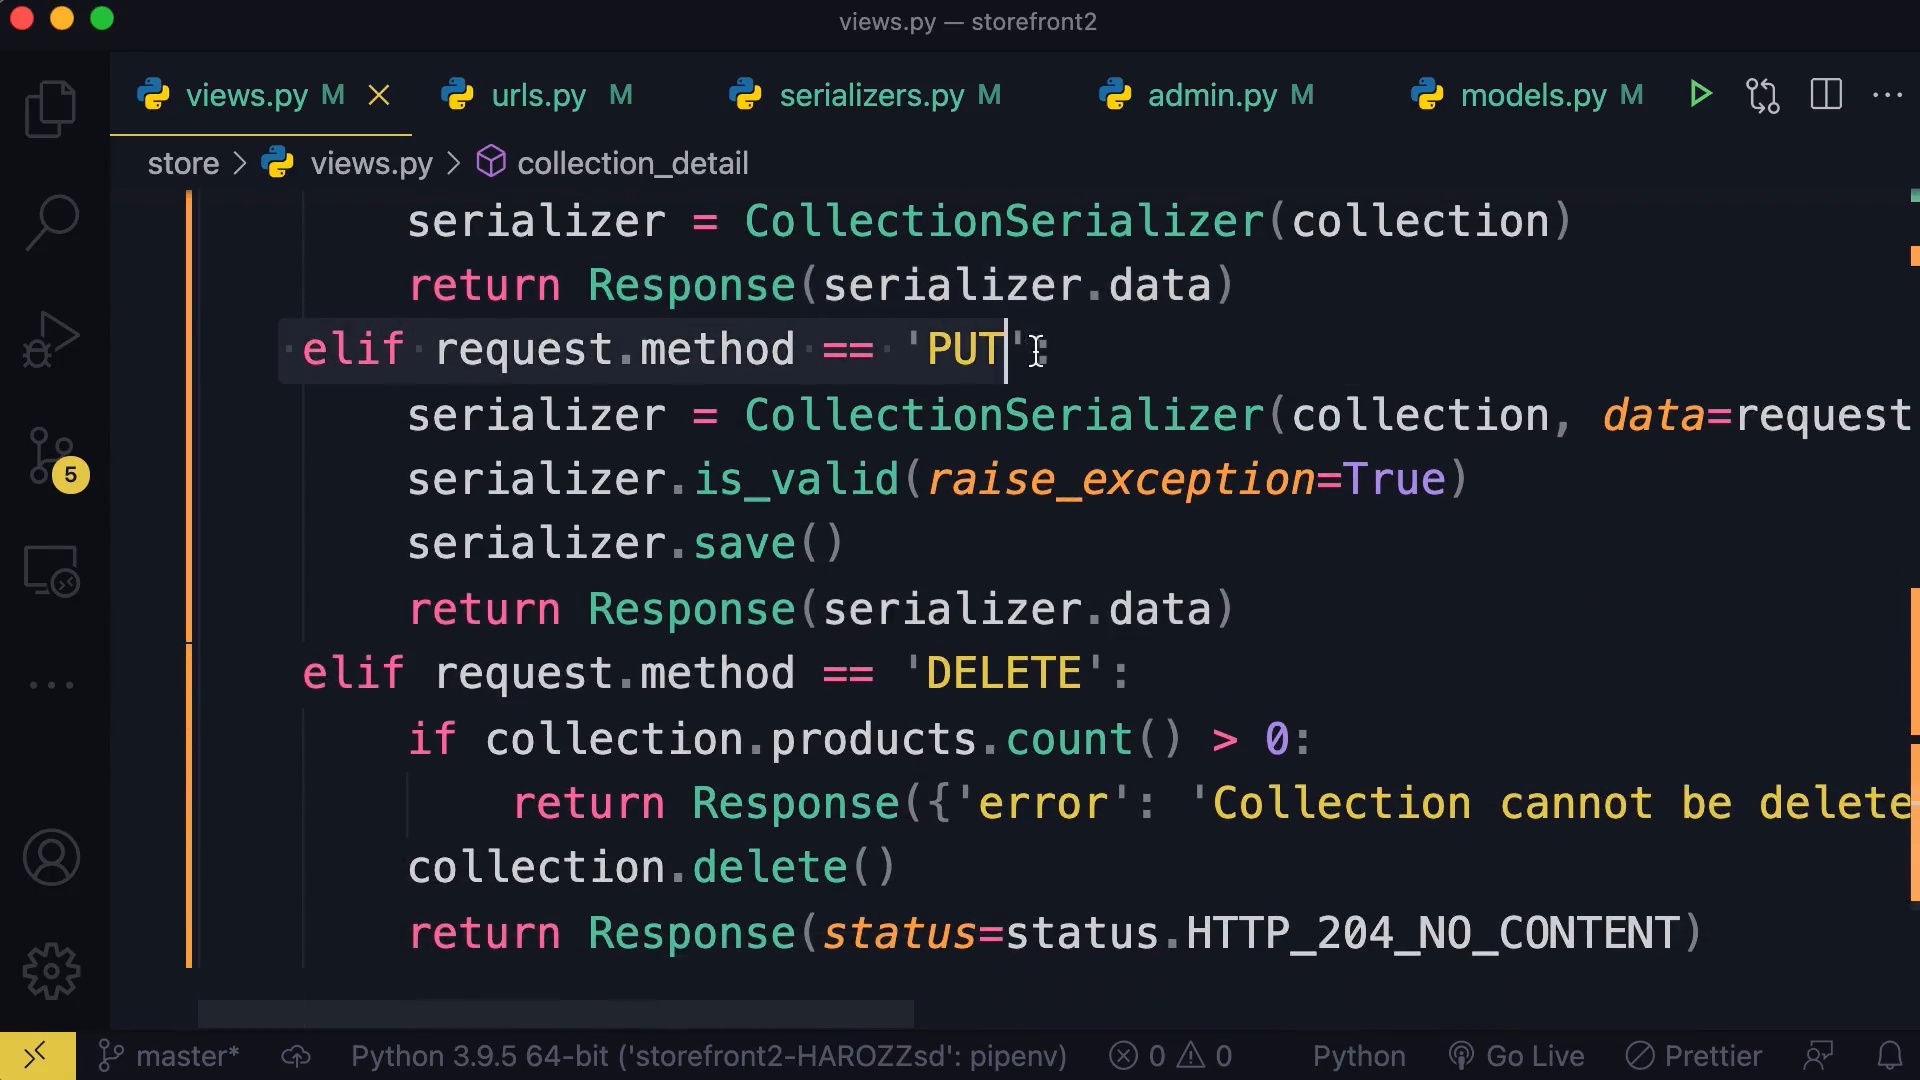 views.py — storefront2
views.py M urls.py M serializers.py M admin.py M models.py M
store > views.py > collection_detail
serializer = CollectionSerializer(collection)
return Response(serializer.data)
elif request.method == 'PUT':
serializer = CollectionSerializer(collection, data=request
serializer.is_valid(raise_exception=True)
serializer.save()
return Response(serializer.data)
elif request.method == 'DELETE':
if collection.products.count() > 0:
return Response({'error': 'Collection cannot be delete
collection.delete()
return Response(status=status.HTTP_204_NO_CONTENT)
5
master* Python 3.9.5 64-bit ('storefront2-HAROZZsd': pipenv) 0 0 Python Go Live Prettier